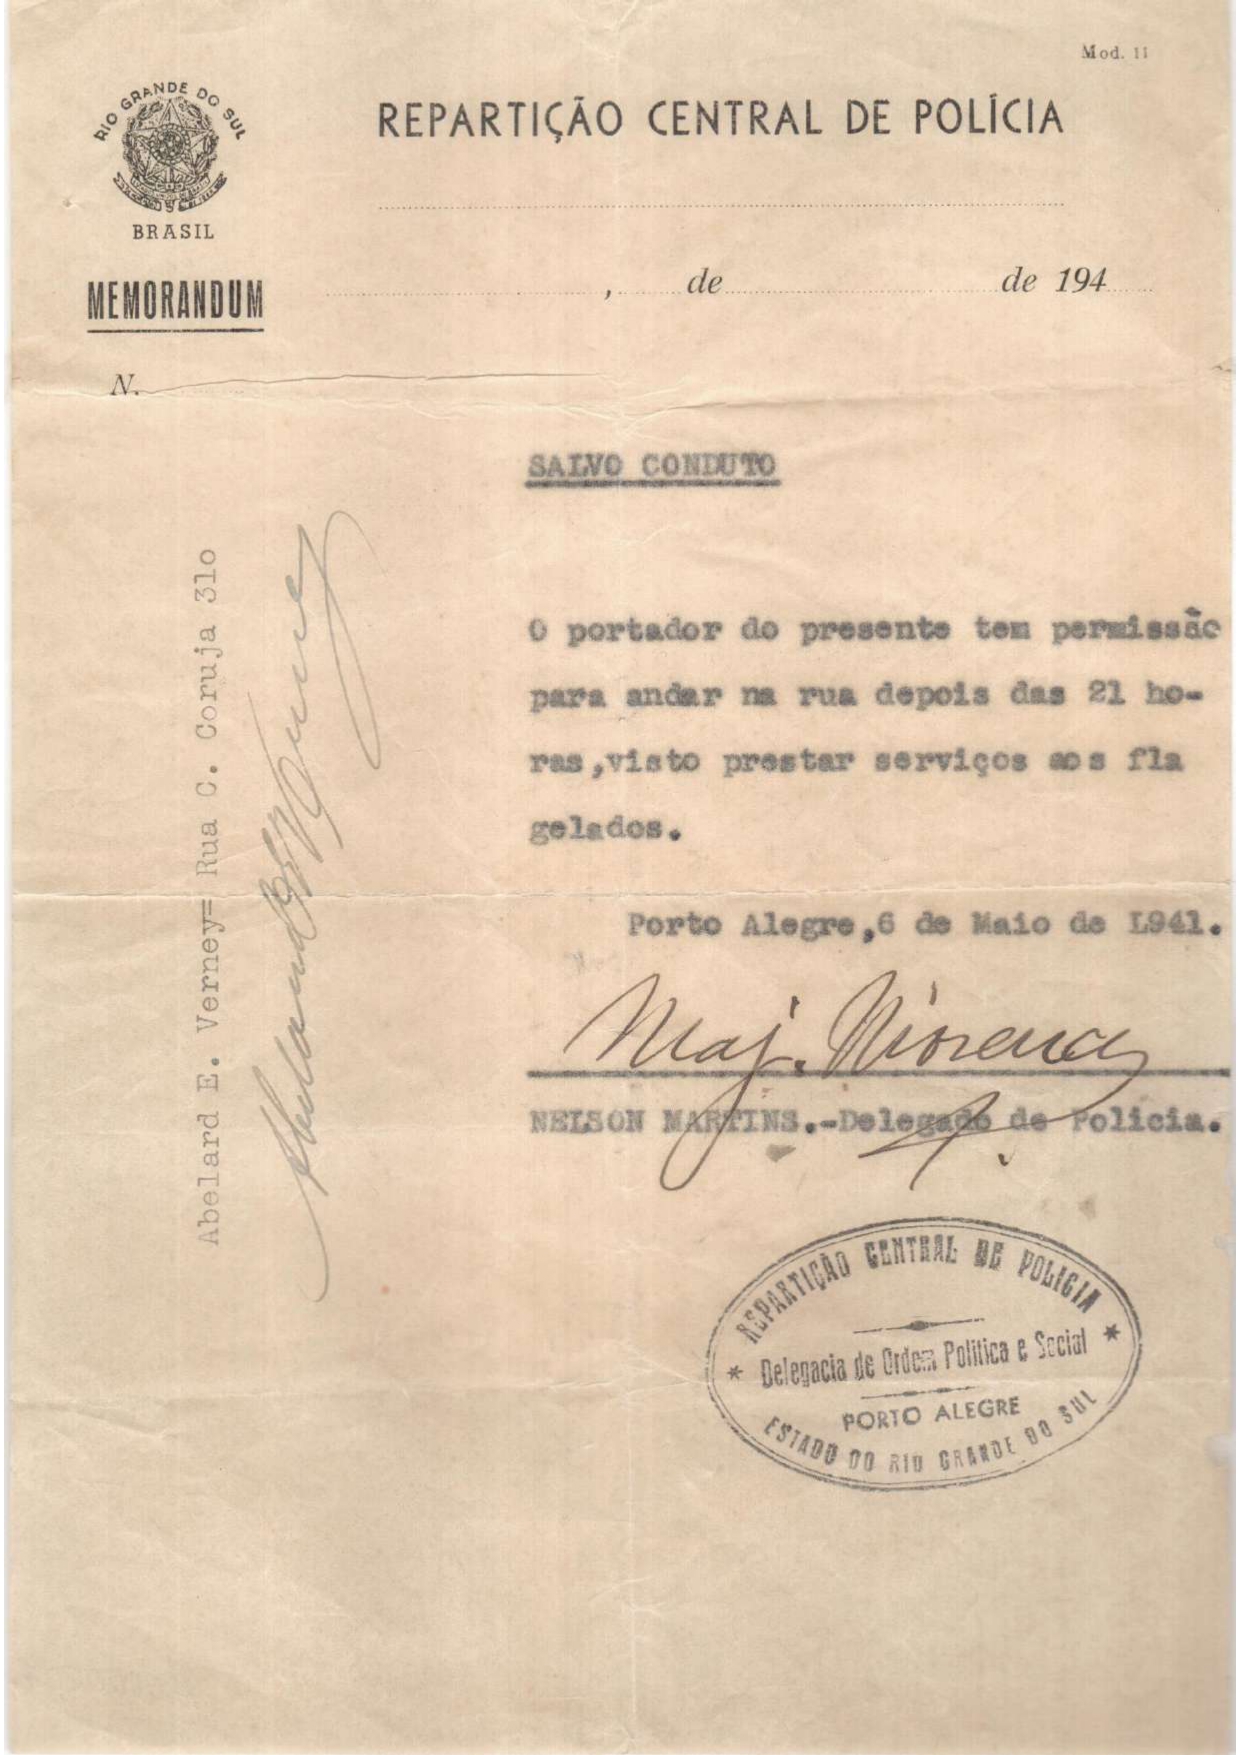 Mod. 11
RIO GRANDE DO SUL
BRASIL
REPARTIÇÃO CENTRAL DE POLÍCIA
MEMORANDUM
, de de 194
N.
SALVO CONDUTO
O portador do presente tem permissão
para andar na rua depois das 21 ho-
ras,visto prestar serviços aos fla
gelados.
Porto Alegre,6 de Maio de L941.
Maj.
NELSON MARTINS.-Delegado de Policia.
Abelard E. Verney= Rua C. Coruja 31o
REPARTIÇÃO CENTRAL DE POLICIA
* Delegacia de Ordem Politica e Social *
PORTO ALEGRE
ESTADO DO RIO GRANDE DO SUL